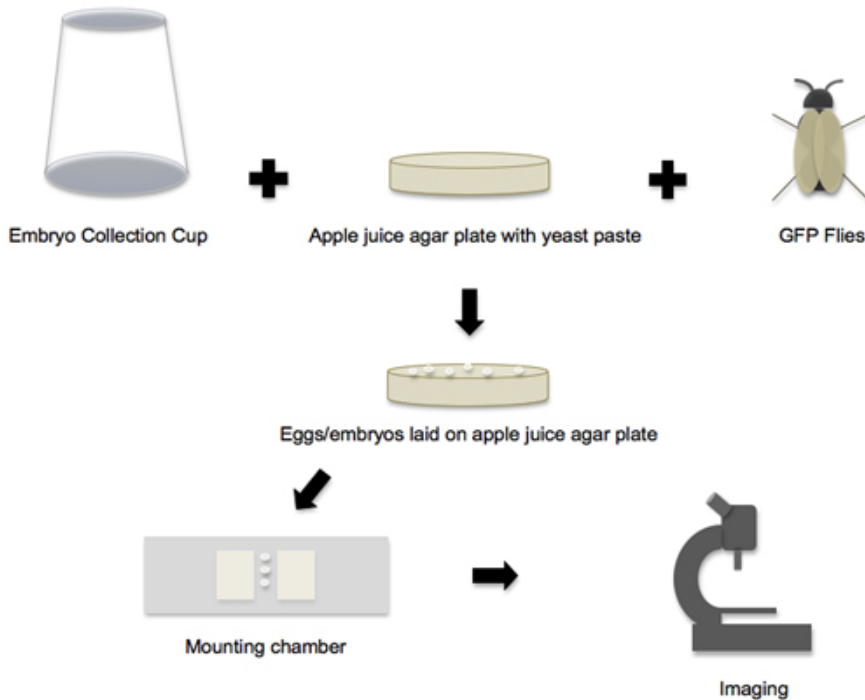 Embryo Collection Cup
Apple juice agar plate with yeast paste
GFP Flies
Eggs/embryos laid on apple juice agar plate
Mounting chamber
Imaging